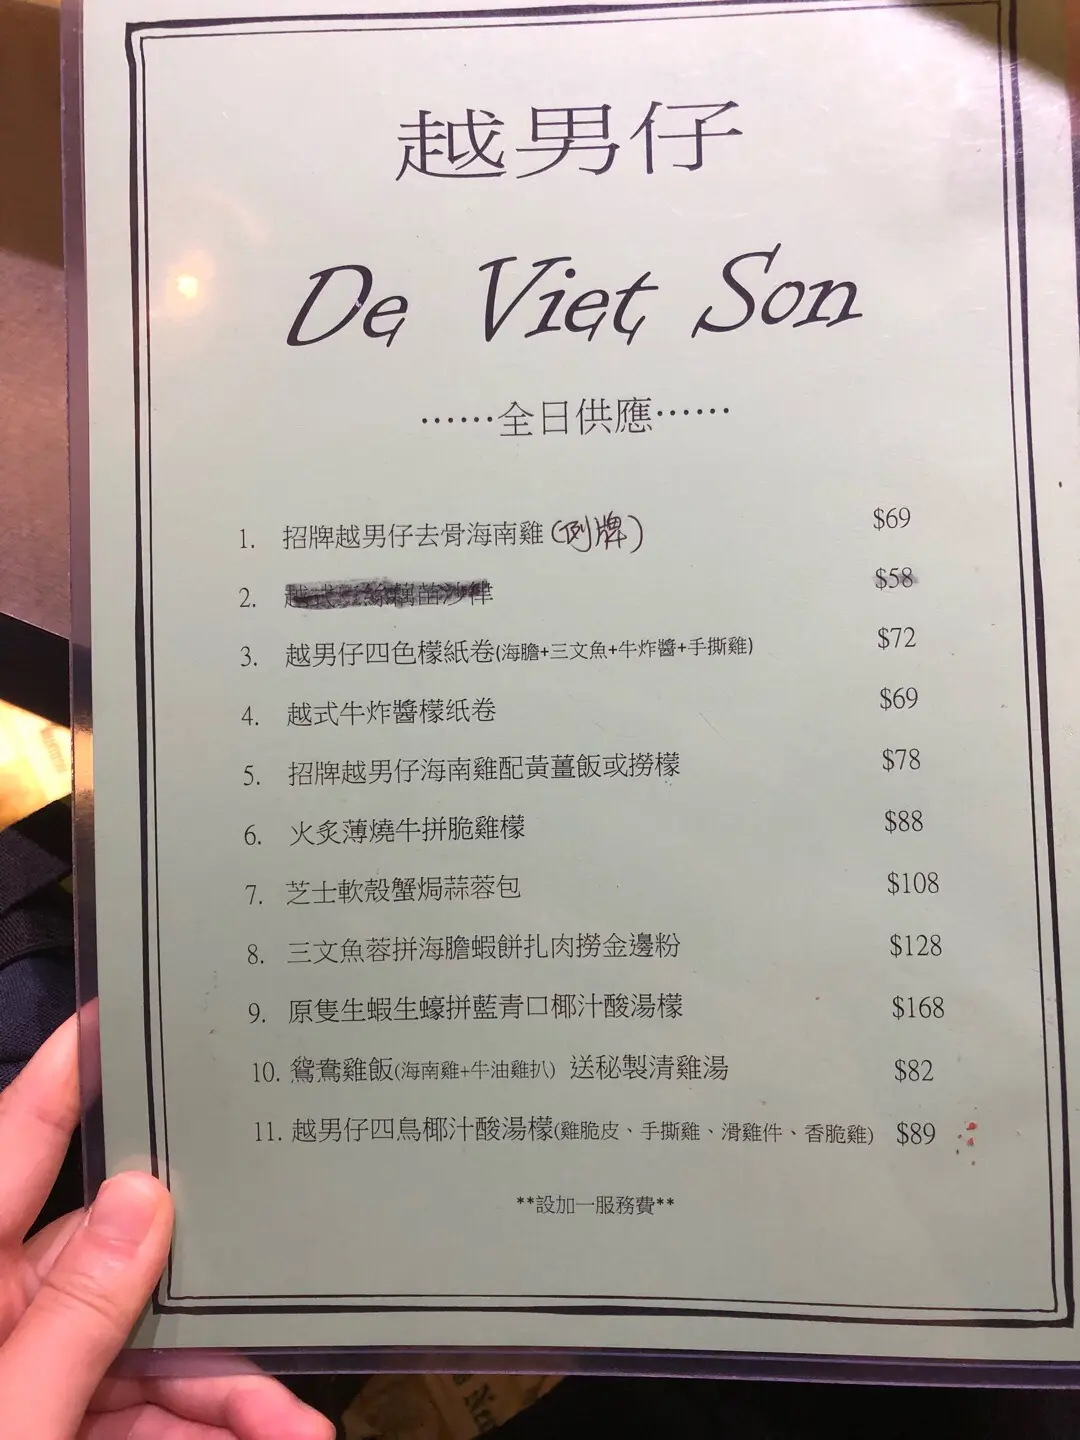 越男仔
De Viet Son
……全日供應……
1. 招牌越男仔去骨海南雞 (例牌) $69
2. 越式三絲藕苗沙律 $58
3. 越男仔四色檬紙卷(海膽+三文魚+牛炸醬+手撕雞) $72
4. 越式牛炸醬檬纸卷 $69
5. 招牌越男仔海南雞配黃薑飯或撈檬 $78
6. 火炙薄燒牛拼脆雞檬 $88
7. 芝士軟殼蟹焗蒜蓉包 $108
8. 三文魚蓉拼海膽蝦餅扎肉撈金邊粉 $128
9. 原隻生蝦生蠔拼藍青口椰汁酸湯檬 $168
10. 鴛鴦雞飯(海南雞+牛油雞扒) 送秘製清雞湯 $82
11. 越男仔四鳥椰汁酸湯檬(雞脆皮、手撕雞、滑雞件、香脆雞) $89
**設加一服務費**